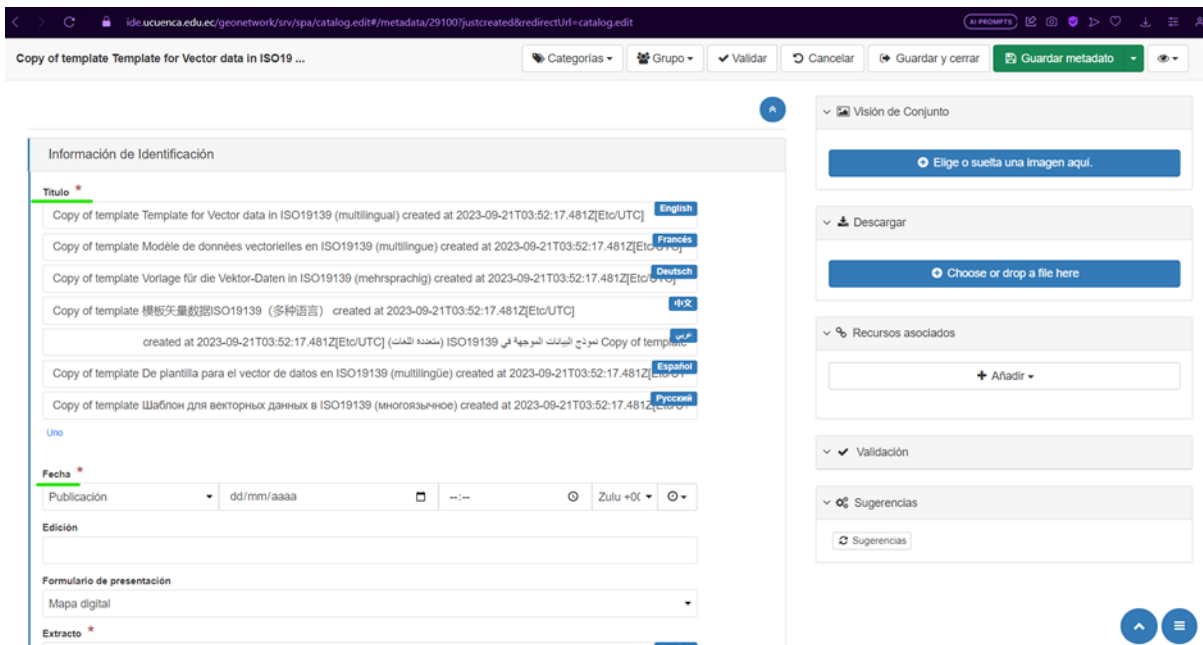 ide.ucuenca.edu.ec/geonetwork/srv/spa/catalog.edit#/metadata/29100?justcreated&redirectUrl=catalog.edit
AI PROMPTS
Copy of template Template for Vector data in ISO19 ...
Categorías
Grupo
Validar
Cancelar
Guardar y cerrar
Guardar metadato
Información de Identificación
Título *
Copy of template Template for Vector data in ISO19139 (multilingual) created at 2023-09-21T03:52:17.481Z[Etc/UTC]
English
Copy of template Modèle de données vectorielles en ISO19139 (multilingue) created at 2023-09-21T03:52:17.481Z[Etc/UTC]
Francés
Copy of template Vorlage für die Vektor-Daten in ISO19139 (mehrsprachig) created at 2023-09-21T03:52:17.481Z[Etc/UTC]
Deutsch
Copy of template 模板矢量数据ISO19139（多种语言） created at 2023-09-21T03:52:17.481Z[Etc/UTC]
中文
Copy of template نموذج البيانات الموجهة في ISO19139 (متعدده اللغات) created at 2023-09-21T03:52:17.481Z[Etc/UTC]
عربي
Copy of template De plantilla para el vector de datos en ISO19139 (multilingüe) created at 2023-09-21T03:52:17.481Z[Etc/UT
Español
Copy of template Шаблон для векторных данных в ISO19139 (многоязычное) created at 2023-09-21T03:52:17.481Z[Etc/UT
Русский
Uno
Fecha *
Publicación
dd/mm/aaaa
--:--
Zulu +0(
Edición
Formulario de presentación
Mapa digital
Extracto *
Visión de Conjunto
Elige o suelta una imagen aquí.
Descargar
Choose or drop a file here
Recursos asociados
Añadir
Validación
Sugerencias
Sugerencias